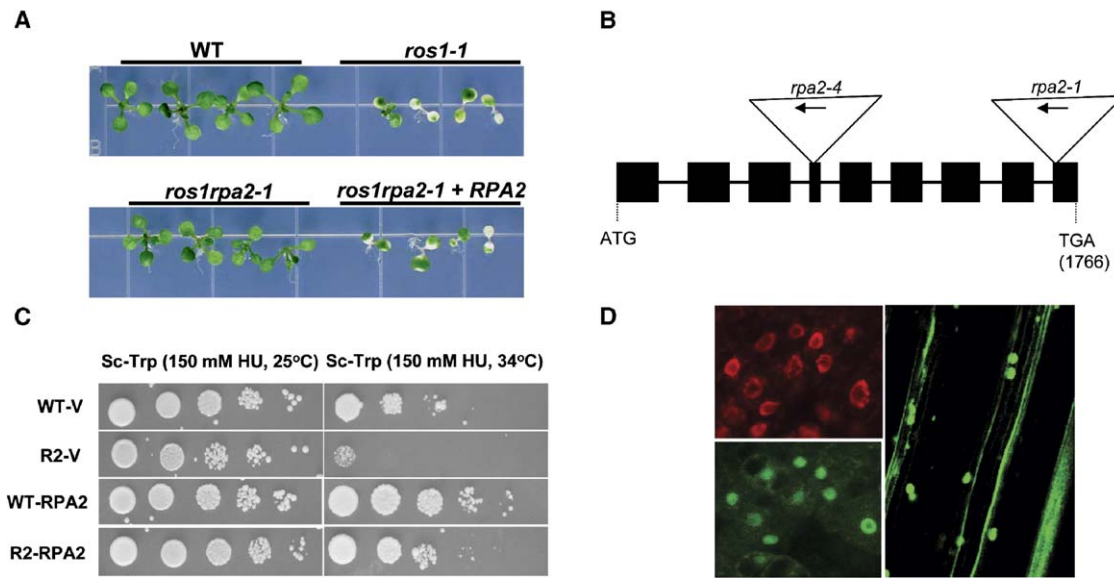 A
WT
ros1-1
ros1rpa2-1
ros1rpa2-1 + RPA2
B
rpa2-4
rpa2-1
ATG
TGA
(1766)
C
Sc-Trp (150 mM HU, 25°C)
Sc-Trp (150 mM HU, 34°C)
WT-V
R2-V
WT-RPA2
R2-RPA2
D